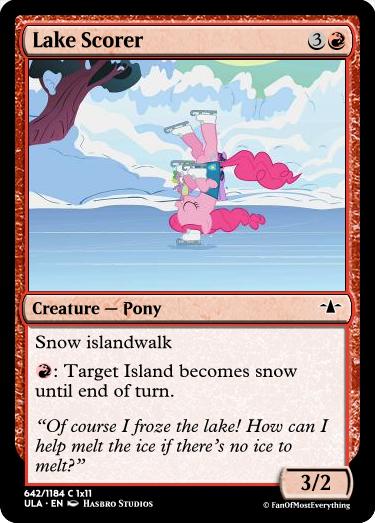 Lake Scorer 3
Creature — Pony
Snow islandwalk
: Target Island becomes snow
until end of turn.
“Of course I froze the lake! How can I
help melt the ice if there’s no ice to
melt?”
3/2
642/1184 C 1x11
ULA • EN Hasbro Studios
© FanOfMostEverything